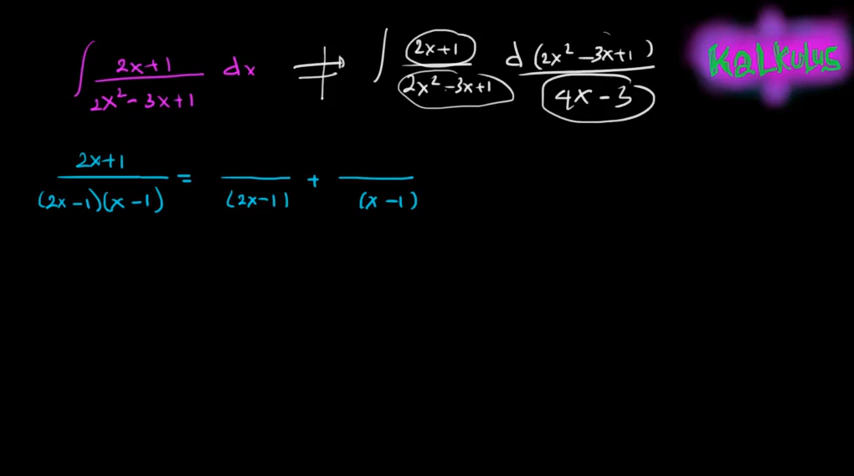 ∫ (2x+1)/(2x² - 3x+1) dx ⇏ ∫ (2x+1)/(2x² - 3x+1) d(2x² - 3x+1)/(4x - 3)
KaLKuLUS
(2x+1)/((2x -1)(x -1)) = /(2x-1) + /(x -1)